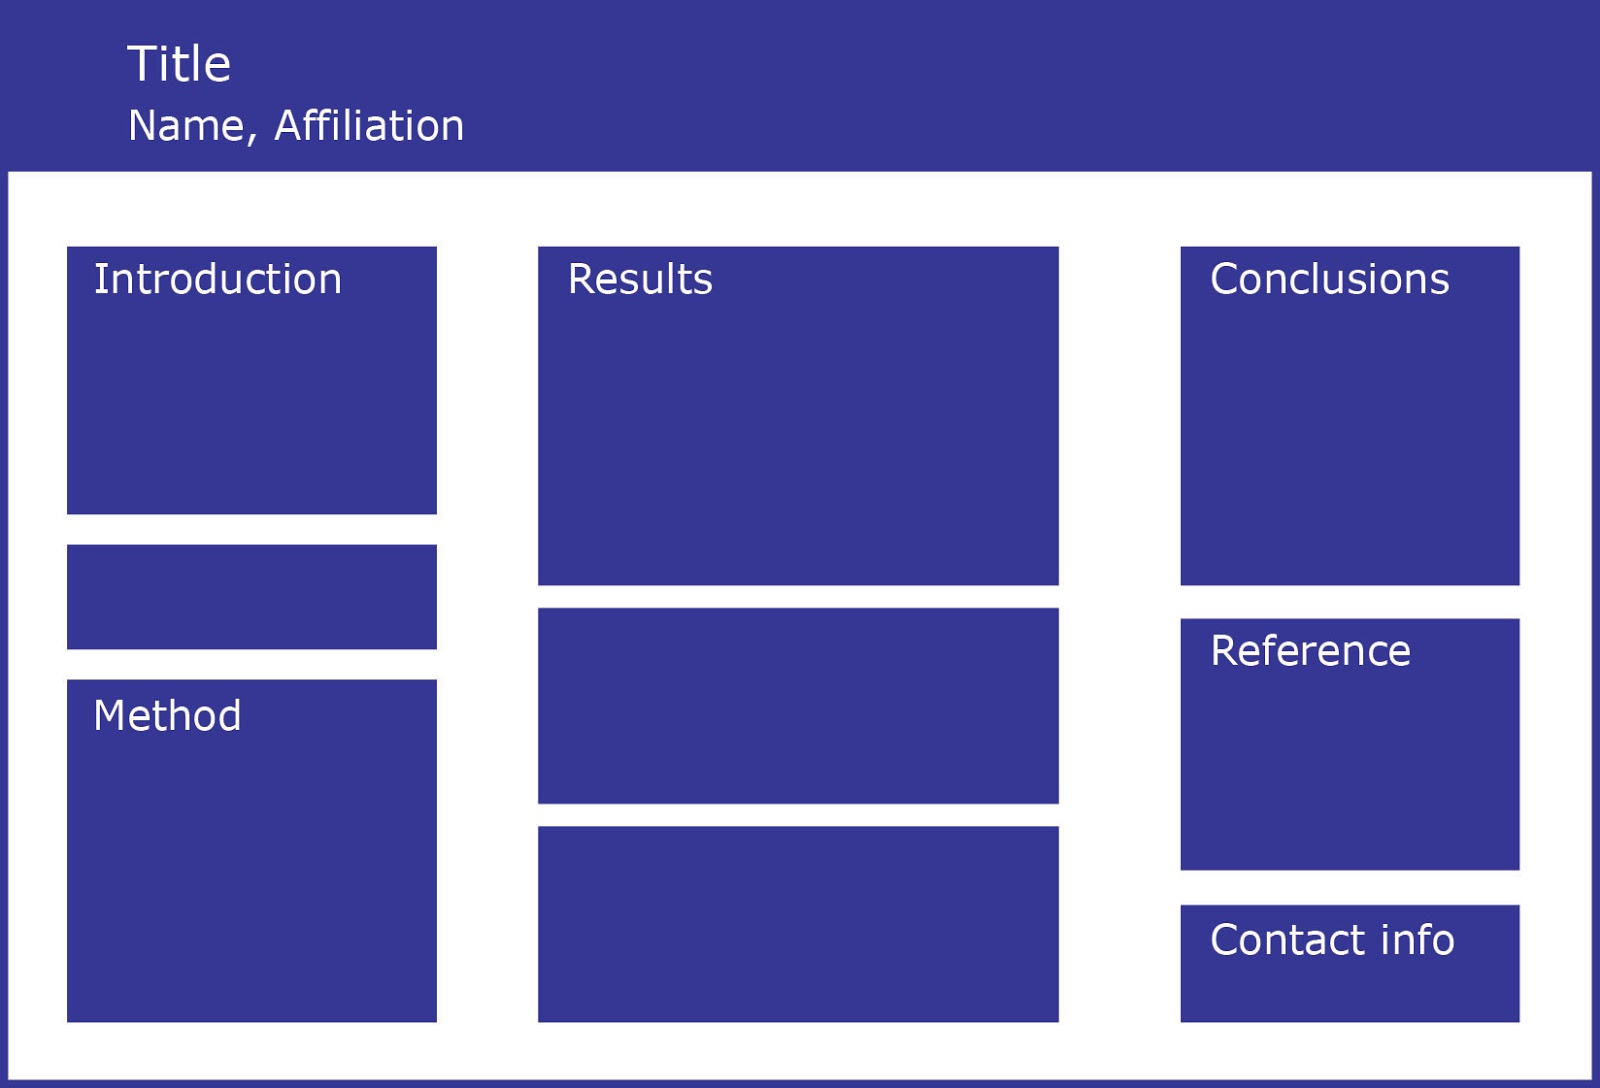 Title
Name, Affiliation
Introduction
Method
Results
Conclusions
Reference
Contact info